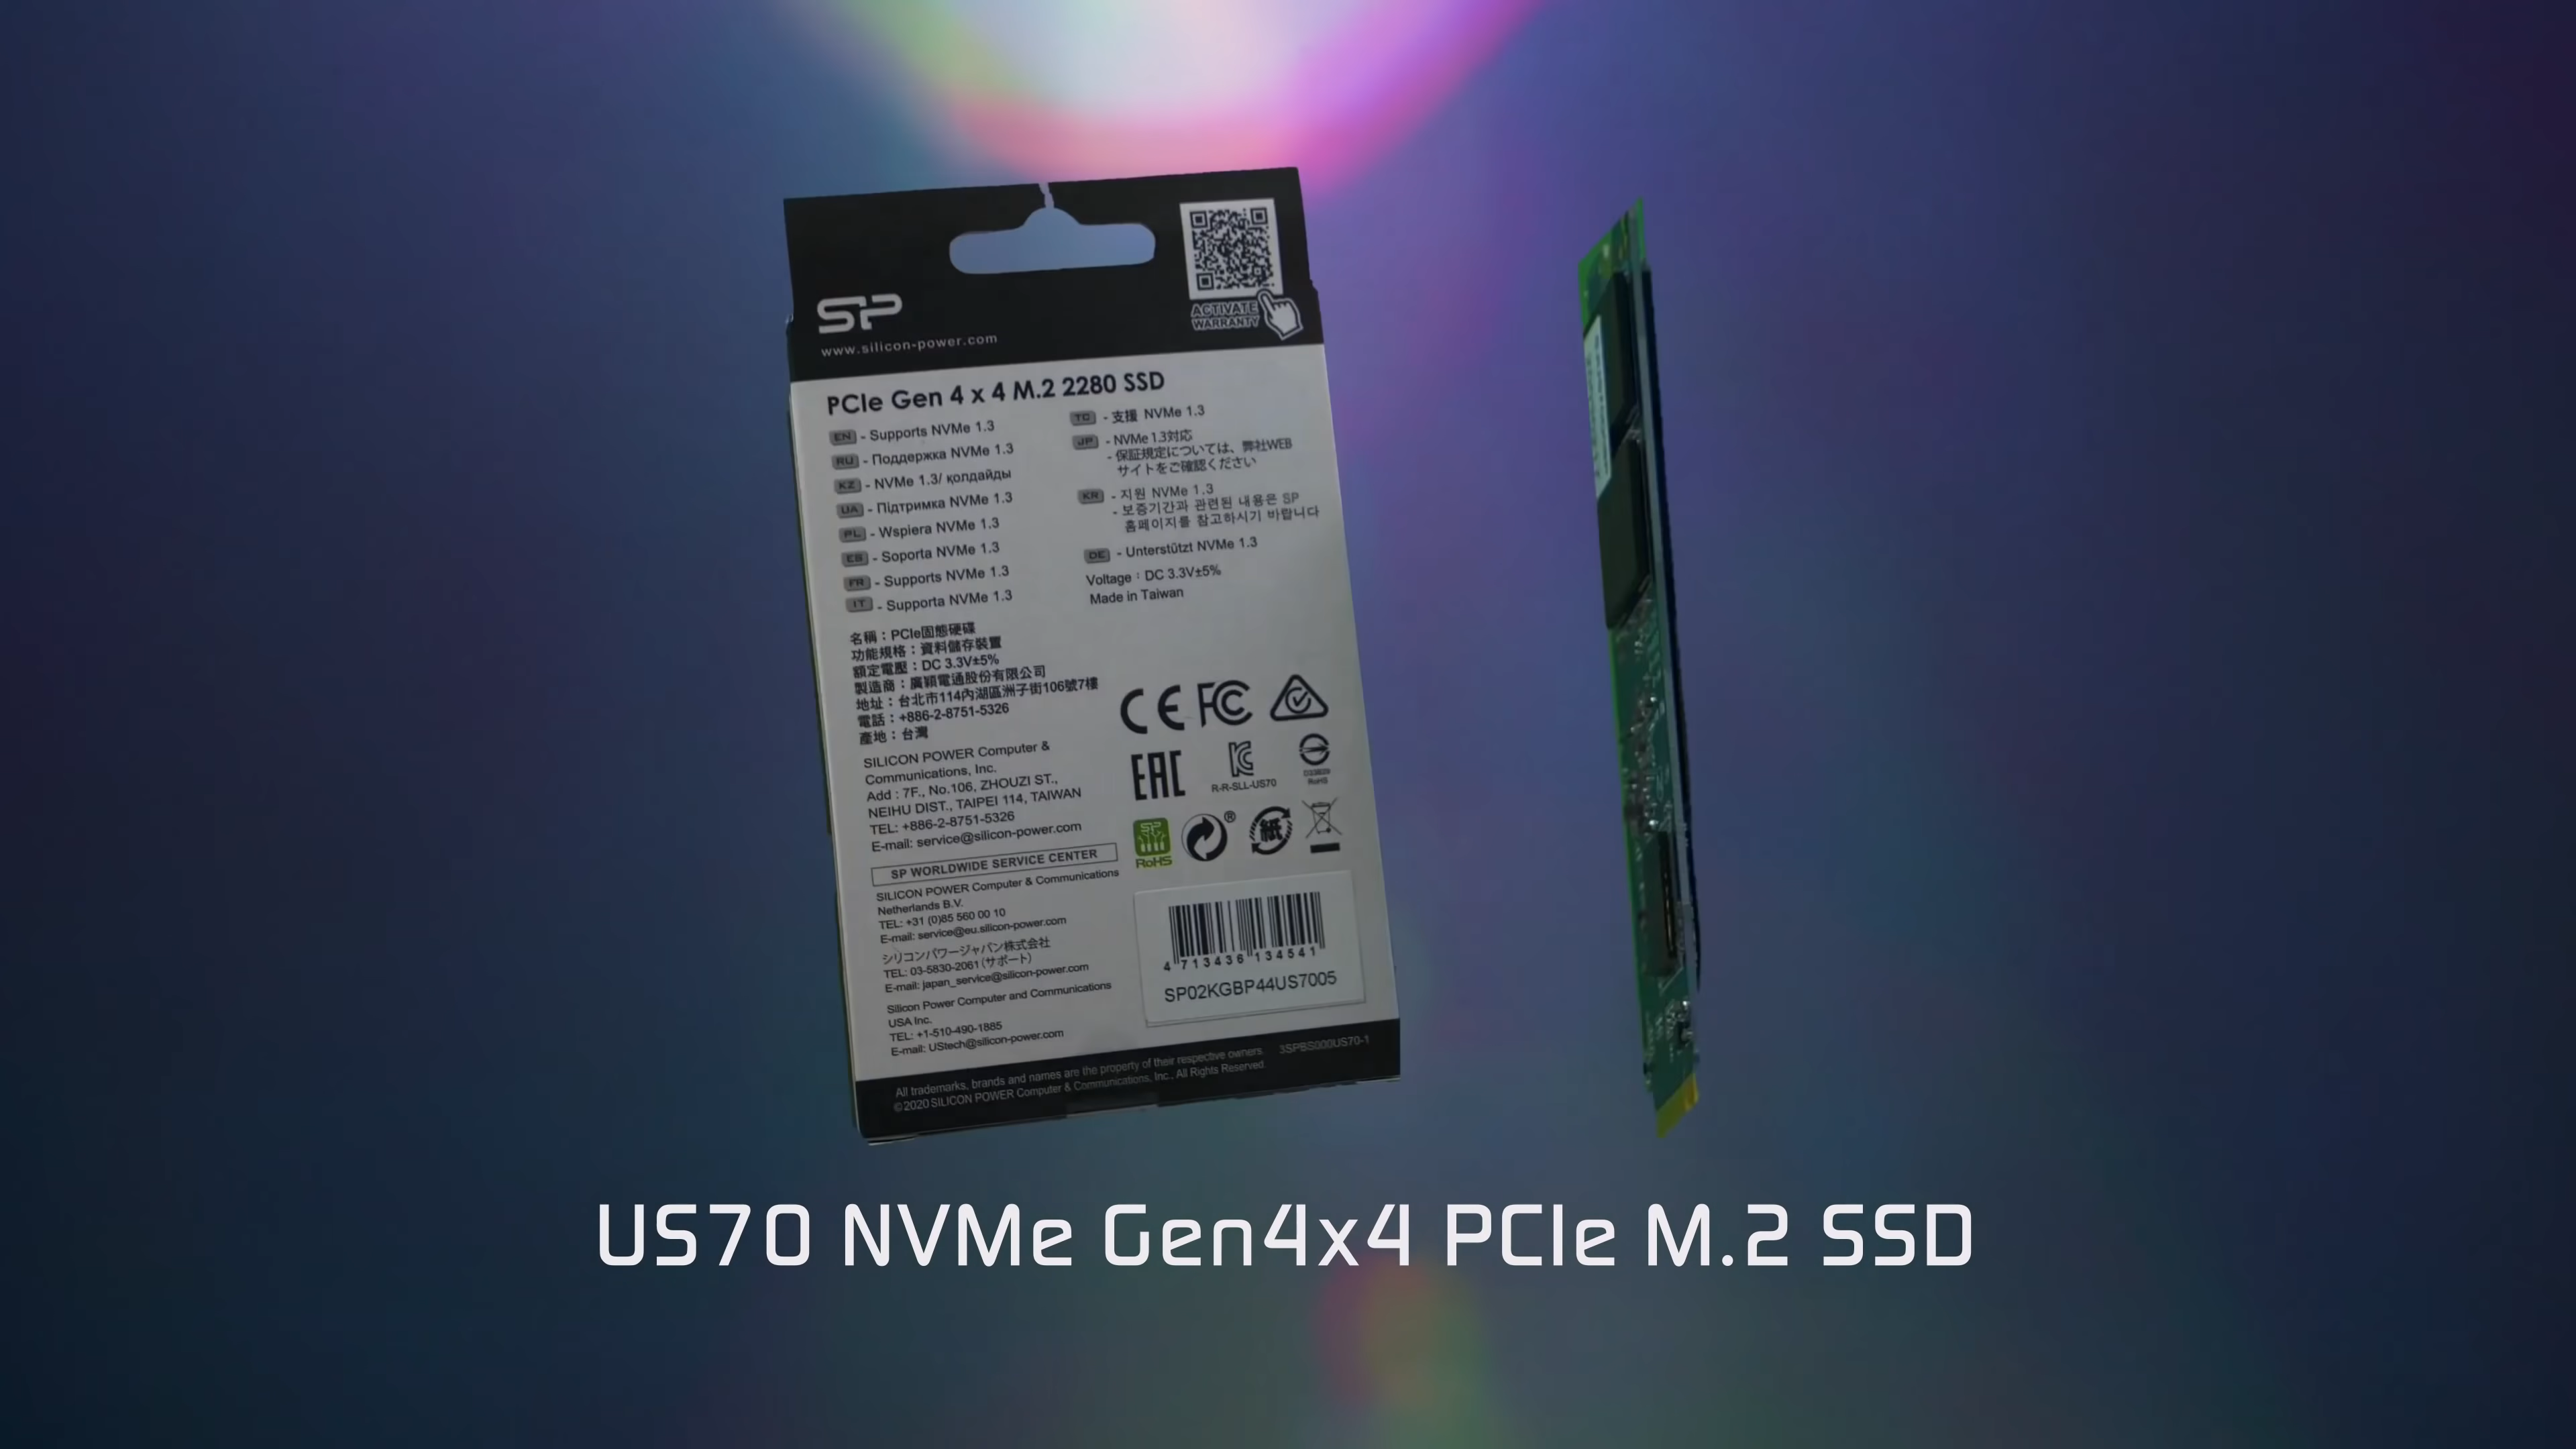 SP
www.silicon-power.com
ACTIVATE
WARRANTY
PCIe Gen 4 x 4 M.2 2280 SSD
EN - Supports NVMe 1.3
RU - Поддержка NVMe 1.3
KZ - NVMe 1.3/ қолдайды
UA - Підтримка NVMe 1.3
PL - Wspiera NVMe 1.3
ES - Soporta NVMe 1.3
FR - Supports NVMe 1.3
IT - Supporta NVMe 1.3
TC - 支援 NVMe 1.3
JP - NVMe 1.3対応
- 保証規定については、弊社WEB
サイトをご確認ください
KR - 지원 NVMe 1.3
- 보증기간과 관련된 내용은 SP
홈페이지를 참고하시기 바랍니다
DE - Unterstützt NVMe 1.3
Voltage : DC 3.3V±5%
Made in Taiwan
名稱：PCIe固態硬碟
功能規格：資料儲存裝置
額定電壓：DC 3.3V±5%
製造商：廣穎電通股份有限公司
地址：台北市114內湖區洲子街106號7樓
電話：+886-2-8751-5326
產地：台灣
SILICON POWER Computer &
Communications, Inc.
Add : 7F., No.106, ZHOUZI ST.,
NEIHU DIST., TAIPEI 114, TAIWAN
TEL: +886-2-8751-5326
E-mail: service@silicon-power.com
SP WORLDWIDE SERVICE CENTER
SILICON POWER Computer & Communications
Netherlands B.V.
TEL: +31 (0)85 560 00 10
E-mail: service@eu.silicon-power.com
シリコンパワージャパン株式会社
TEL: 03-5830-2061 (サポート)
E-mail: japan_service@silicon-power.com
Silicon Power Computer and Communications
USA Inc.
TEL: +1-510-490-1885
E-mail: UStech@silicon-power.com
CE FC
EAC
R-R-SLL-US70
RoHS
SP
RoHS
®
紙
4 713436 134541
SP02KGBP44US7005
All trademarks, brands and names are the property of their respective owners. 3SPBS000US70-1
©2020 SILICON POWER Computer & Communications, Inc., All Rights Reserved.
US70 NVMe Gen4x4 PCIe M.2 SSD